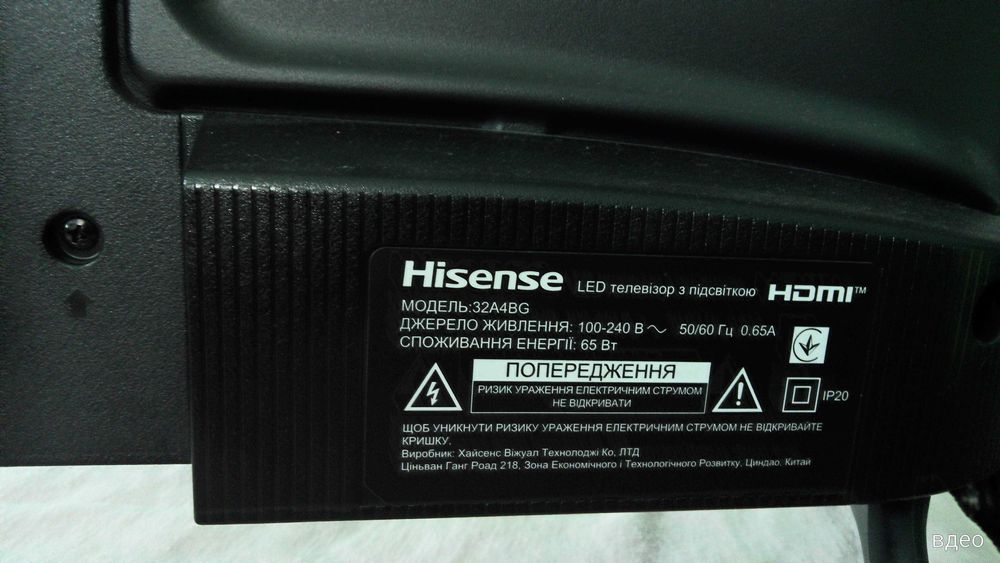 Hisense LED телевізор з підсвіткою HDMI™
МОДЕЛЬ:32A4BG
ДЖЕРЕЛО ЖИВЛЕННЯ: 100-240 В ~ 50/60 Гц 0.65А
СПОЖИВАННЯ ЕНЕРГІЇ: 65 Вт
ПОПЕРЕДЖЕННЯ
РИЗИК УРАЖЕННЯ ЕЛЕКТРИЧНИМ СТРУМОМ
НЕ ВІДКРИВАТИ
IP20
ЩОБ УНИКНУТИ РИЗИКУ УРАЖЕННЯ ЕЛЕКТРИЧНИМ СТРУМОМ НЕ ВІДКРИВАЙТЕ
КРИШКУ.
Виробник: Хайсенс Віжуал Технолоджі Ко, ЛТД
Ціньван Ганг Роад 218, Зона Економічного і Технологічного Розвитку, Циндао, Китай
вдео